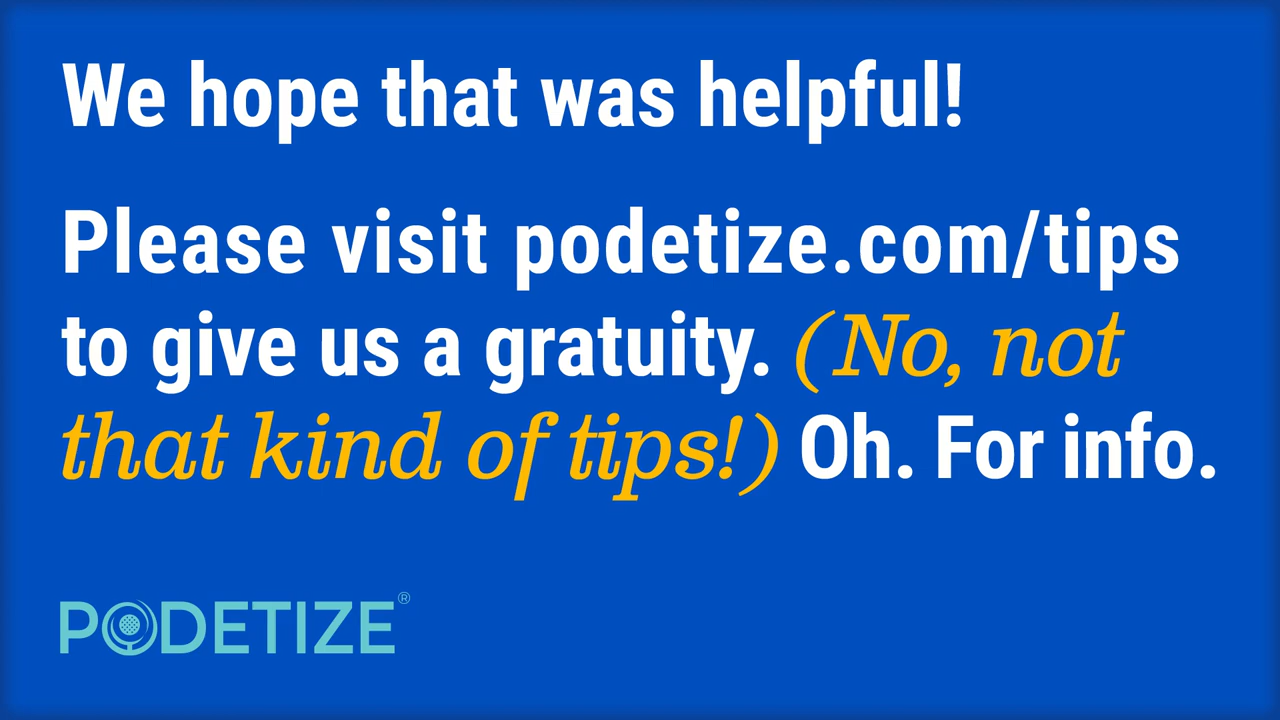 We hope that was helpful!
Please visit podetize.com/tips
to give us a gratuity. (No, not
that kind of tips!) Oh. For info.
PODETIZE®